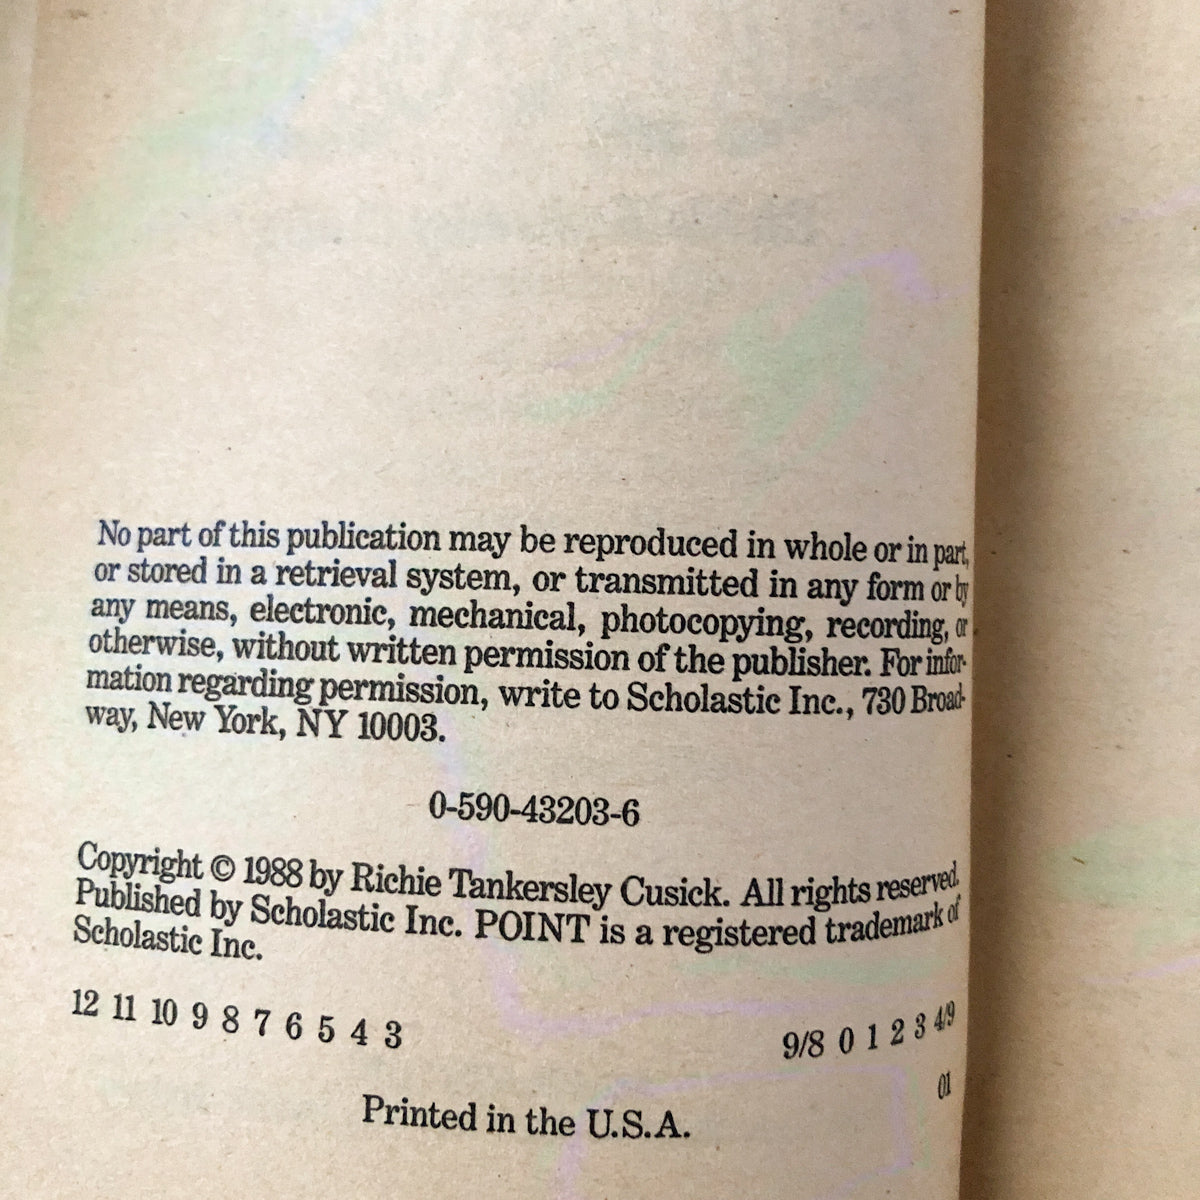 No part of this publication may be reproduced in whole or in part,
or stored in a retrieval system, or transmitted in any form or by
any means, electronic, mechanical, photocopying, recording, or
otherwise, without written permission of the publisher. For infor-
mation regarding permission, write to Scholastic Inc., 730 Broad-
way, New York, NY 10003.
0-590-43203-6
Copyright © 1988 by Richie Tankersley Cusick. All rights reserved.
Published by Scholastic Inc. POINT is a registered trademark of
Scholastic Inc.
12 11 10 9 8 7 6 5 4 3 9/8 0 1 2 3 4/9
01
Printed in the U.S.A.